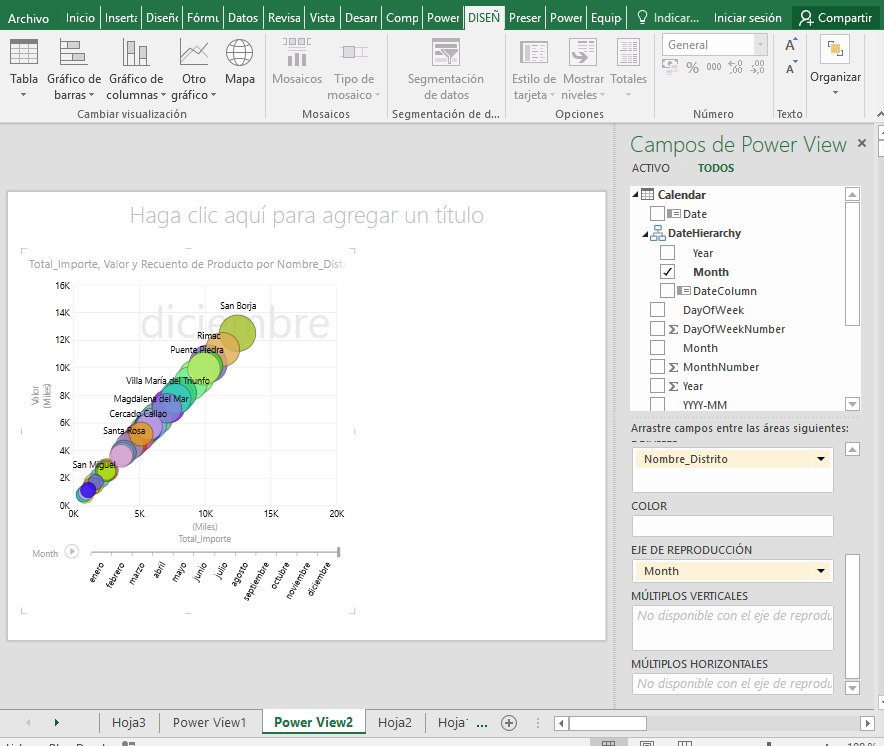 Archivo Inicio Inserta Diseño Fórmu Datos Revisa Vista Desarr Comp Power DISEÑ Preser Power Equip Indicar... Iniciar sesión Compartir
Tabla Gráfico de barras Gráfico de columnas Otro gráfico Mapa Mosaicos Tipo de mosaico Segmentación de datos Estilo de tarjeta Mostrar niveles Totales General % 000 A A Organizar
Cambiar visualización Mosaicos Segmentación de d... Opciones Número Texto
Campos de Power View
ACTIVO TODOS
Calendar
Date
DateHierarchy
Year
Month
DateColumn
DayOfWeek
Σ DayOfWeekNumber
Month
Σ MonthNumber
Σ Year
YYYY-MM
Arrastre campos entre las áreas siguientes:
Nombre_Distrito
COLOR
EJE DE REPRODUCCIÓN
Month
MÚLTIPLOS VERTICALES
No disponible con el eje de reprodu
MÚLTIPLOS HORIZONTALES
No disponible con el eje de reprodu
Haga clic aquí para agregar un título
Total_Importe, Valor y Recuento de Producto por Nombre_Distr
diciembre
16K
14K
12K
10K
8K
6K
4K
2K
0K
Valor
(Miles)
San Borja
Rimac
Puente Piedra
Villa María del Triunfo
Magdalena del Mar
Cercado Callao
Santa Rosa
San Miguel
0K 5K 10K 15K 20K
(Miles)
Total_Importe
Month
enero febrero marzo abril mayo junio julio agosto septiembre octubre noviembre diciembre
Hoja3 Power View1 Power View2 Hoja2 Hoja1 ...